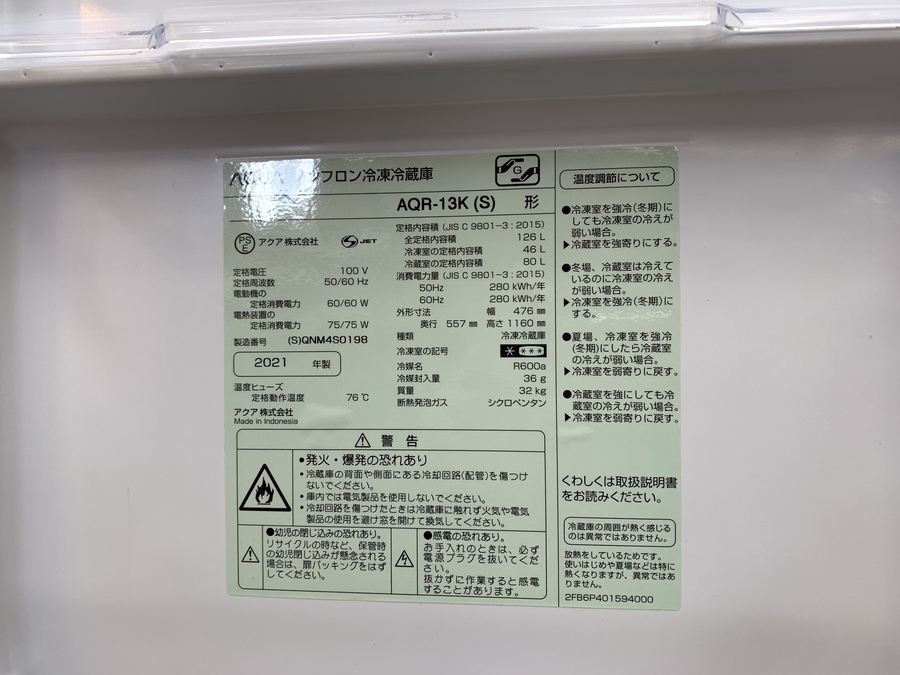 AQUA ノンフロン冷凍冷蔵庫
G
AQR-13K (S) 形
PS
E
アクア 株式会社
S JET
定格電圧 100 V
定格周波数 50/60 Hz
電動機の
定格消費電力 60/60 W
電熱装置の
定格消費電力 75/75 W
製造番号 (S)QNM4S0198
2021 年製
温度ヒューズ
定格動作温度 76 ℃
アクア 株式会社
Made in Indonesia
定格内容積 (JIS C 9801-3 : 2015)
全定格内容積 126 L
冷凍室の定格内容積 46 L
冷蔵室の定格内容積 80 L
消費電力量 (JIS C 9801-3 : 2015)
50Hz 280 kWh/年
60Hz 280 kWh/年
外形寸法 幅 476 ㎜
奥行 557 ㎜ 高さ 1160 ㎜
種類 冷凍冷蔵庫
冷凍室の記号
冷媒名 R600a
冷媒封入量 36 g
質量 32 kg
断熱発泡ガス シクロペンタン
⚠ 警告
•発火・爆発の恐れあり
・冷蔵庫の背面や側面にある冷却回路(配管)を傷つけ
ないでください。
・庫内では電気製品を使用しないでください。
・冷却回路を傷つけたときは冷蔵庫に触れず火気や電気
製品の使用を避け窓を開けて換気してください。
●幼児の閉じ込みの恐れあり。
リサイクルの時など、保管時
の幼児閉じ込みが懸念される
場合は、扉パッキングをはず
してください。
●感電の恐れあり。
お手入れのときは、必ず
電源プラグを抜いてくだ
さい。
抜かずに作業すると感電
することがあります。
温度調節について
●冷凍室を強冷(冬期)に
しても冷凍室の冷えが
弱い場合。
▶冷蔵室を強寄りにする。
●冬場、冷蔵室は冷えて
いるのに冷凍室の冷え
が弱い場合。
▶冷凍室を強冷(冬期)に
する。
●夏場、冷凍室を強冷
(冬期)にしたら冷蔵室
の冷えが弱い場合。
▶冷凍室を弱寄りに戻す。
●冷蔵室を強にしても冷
蔵室の冷えが弱い場合。
▶冷凍室を弱寄りに戻す。
くわしくは取扱説明書
をお読みください。
冷蔵庫の周囲が熱く感じる
のは異常ではありません。
放熱をしているためです。
使いはじめや夏場などは特に
熱くなりますが、異常ではあ
りません。
2FB6P401594000